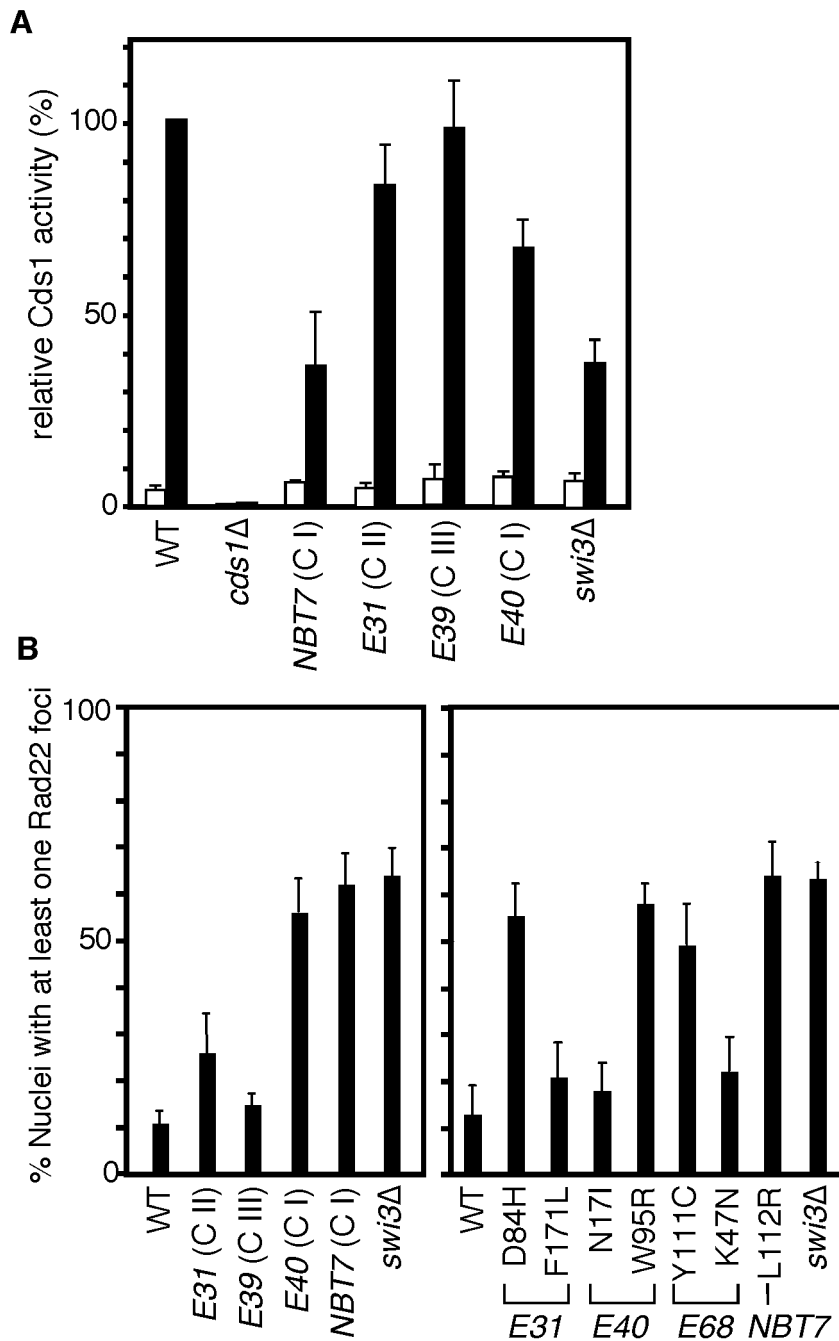 A
relative Cds1 activity (%)
100
50
0
WT
cds1Δ
NBT7 (C I)
E31 (C II)
E39 (C III)
E40 (C I)
swi3Δ
B
% Nuclei with at least one Rad22 foci
100
50
0
WT
E31 (C II)
E39 (C III)
E40 (C I)
NBT7 (C I)
swi3Δ
WT
D84H
F171L
N17I
W95R
Y111C
K47N
L112R
swi3Δ
E31
E40
E68
NBT7